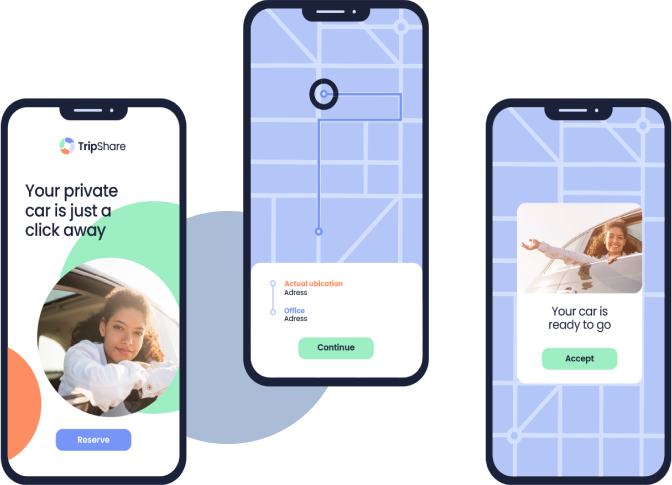 TripShare
Your private
car is just a
click away
Reserve
Actual ubication
Adress
Office
Adress
Continue
Your car is
ready to go
Accept